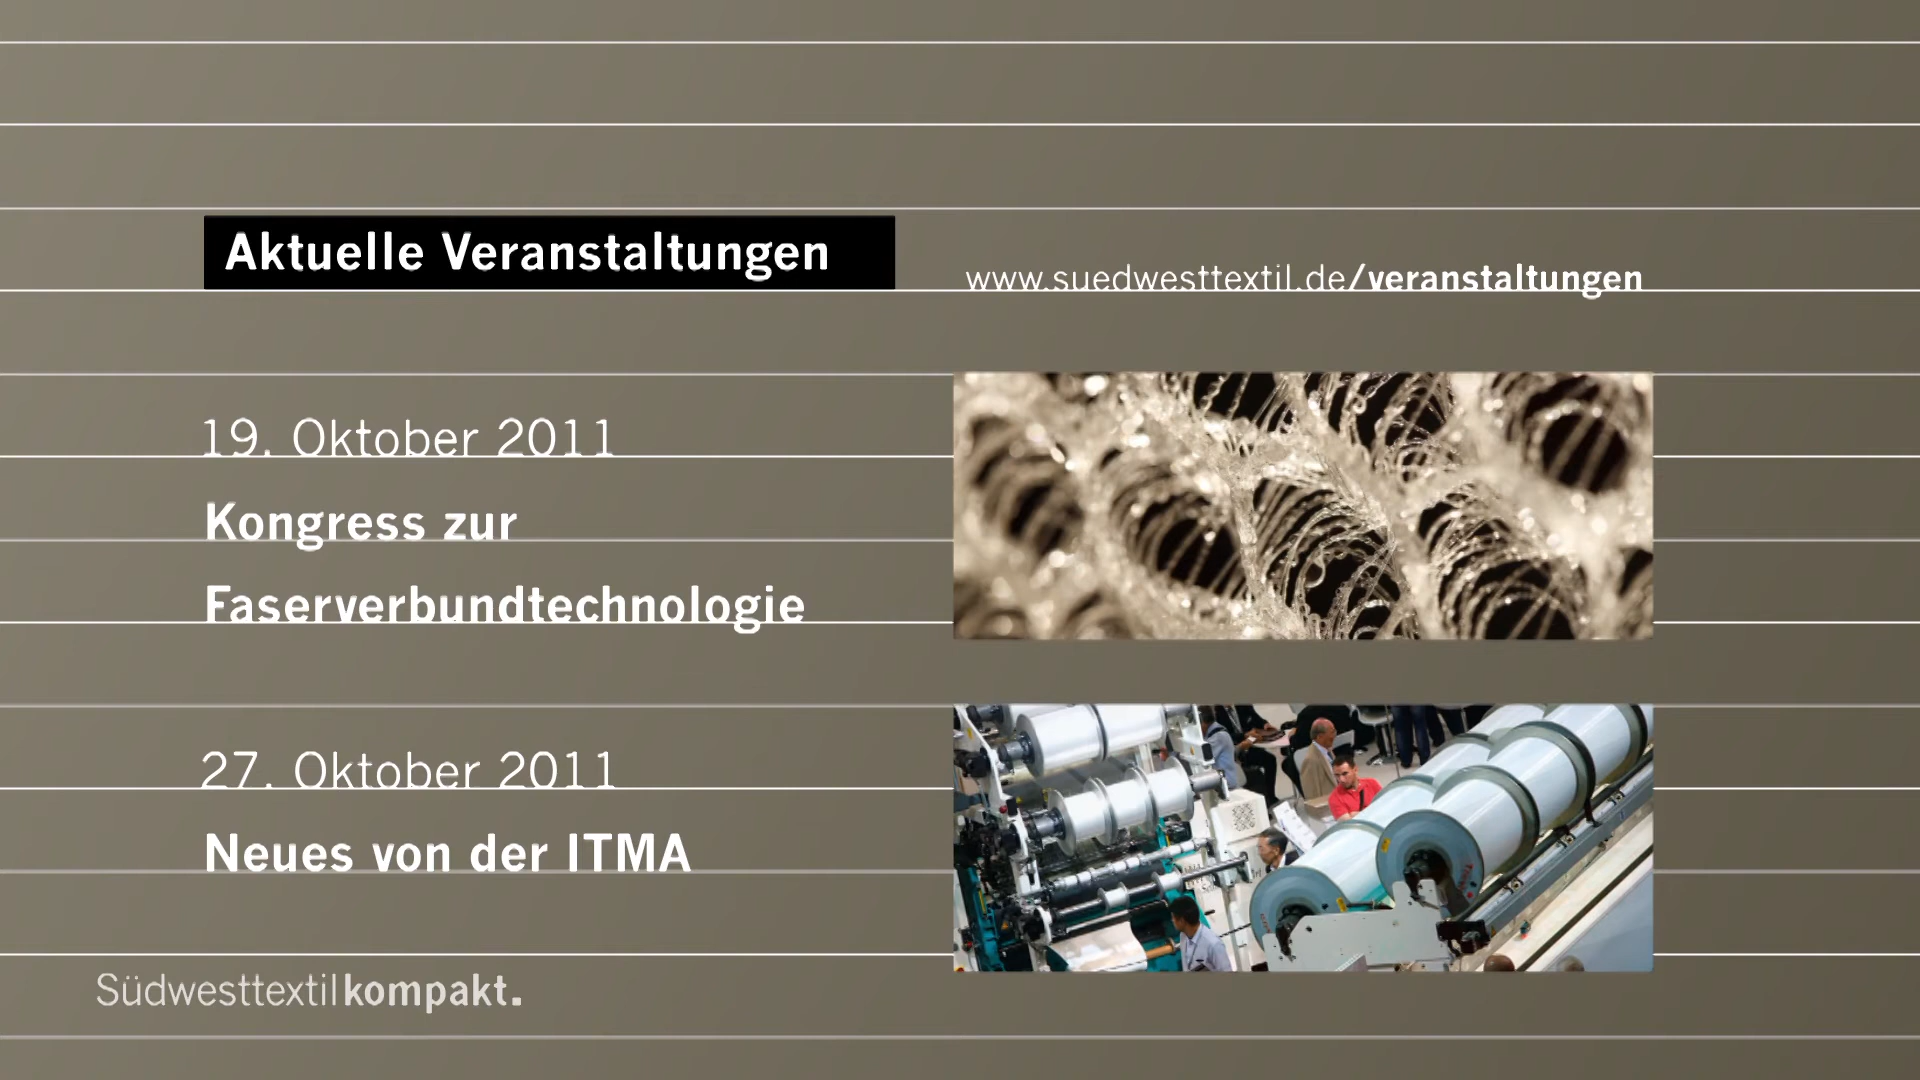 Aktuelle Veranstaltungen
www.suedwesttextil.de/veranstaltungen
19. Oktober 2011
Kongress zur
Faserverbundtechnologie
27. Oktober 2011
Neues von der ITMA
Südwesttextilkompakt.